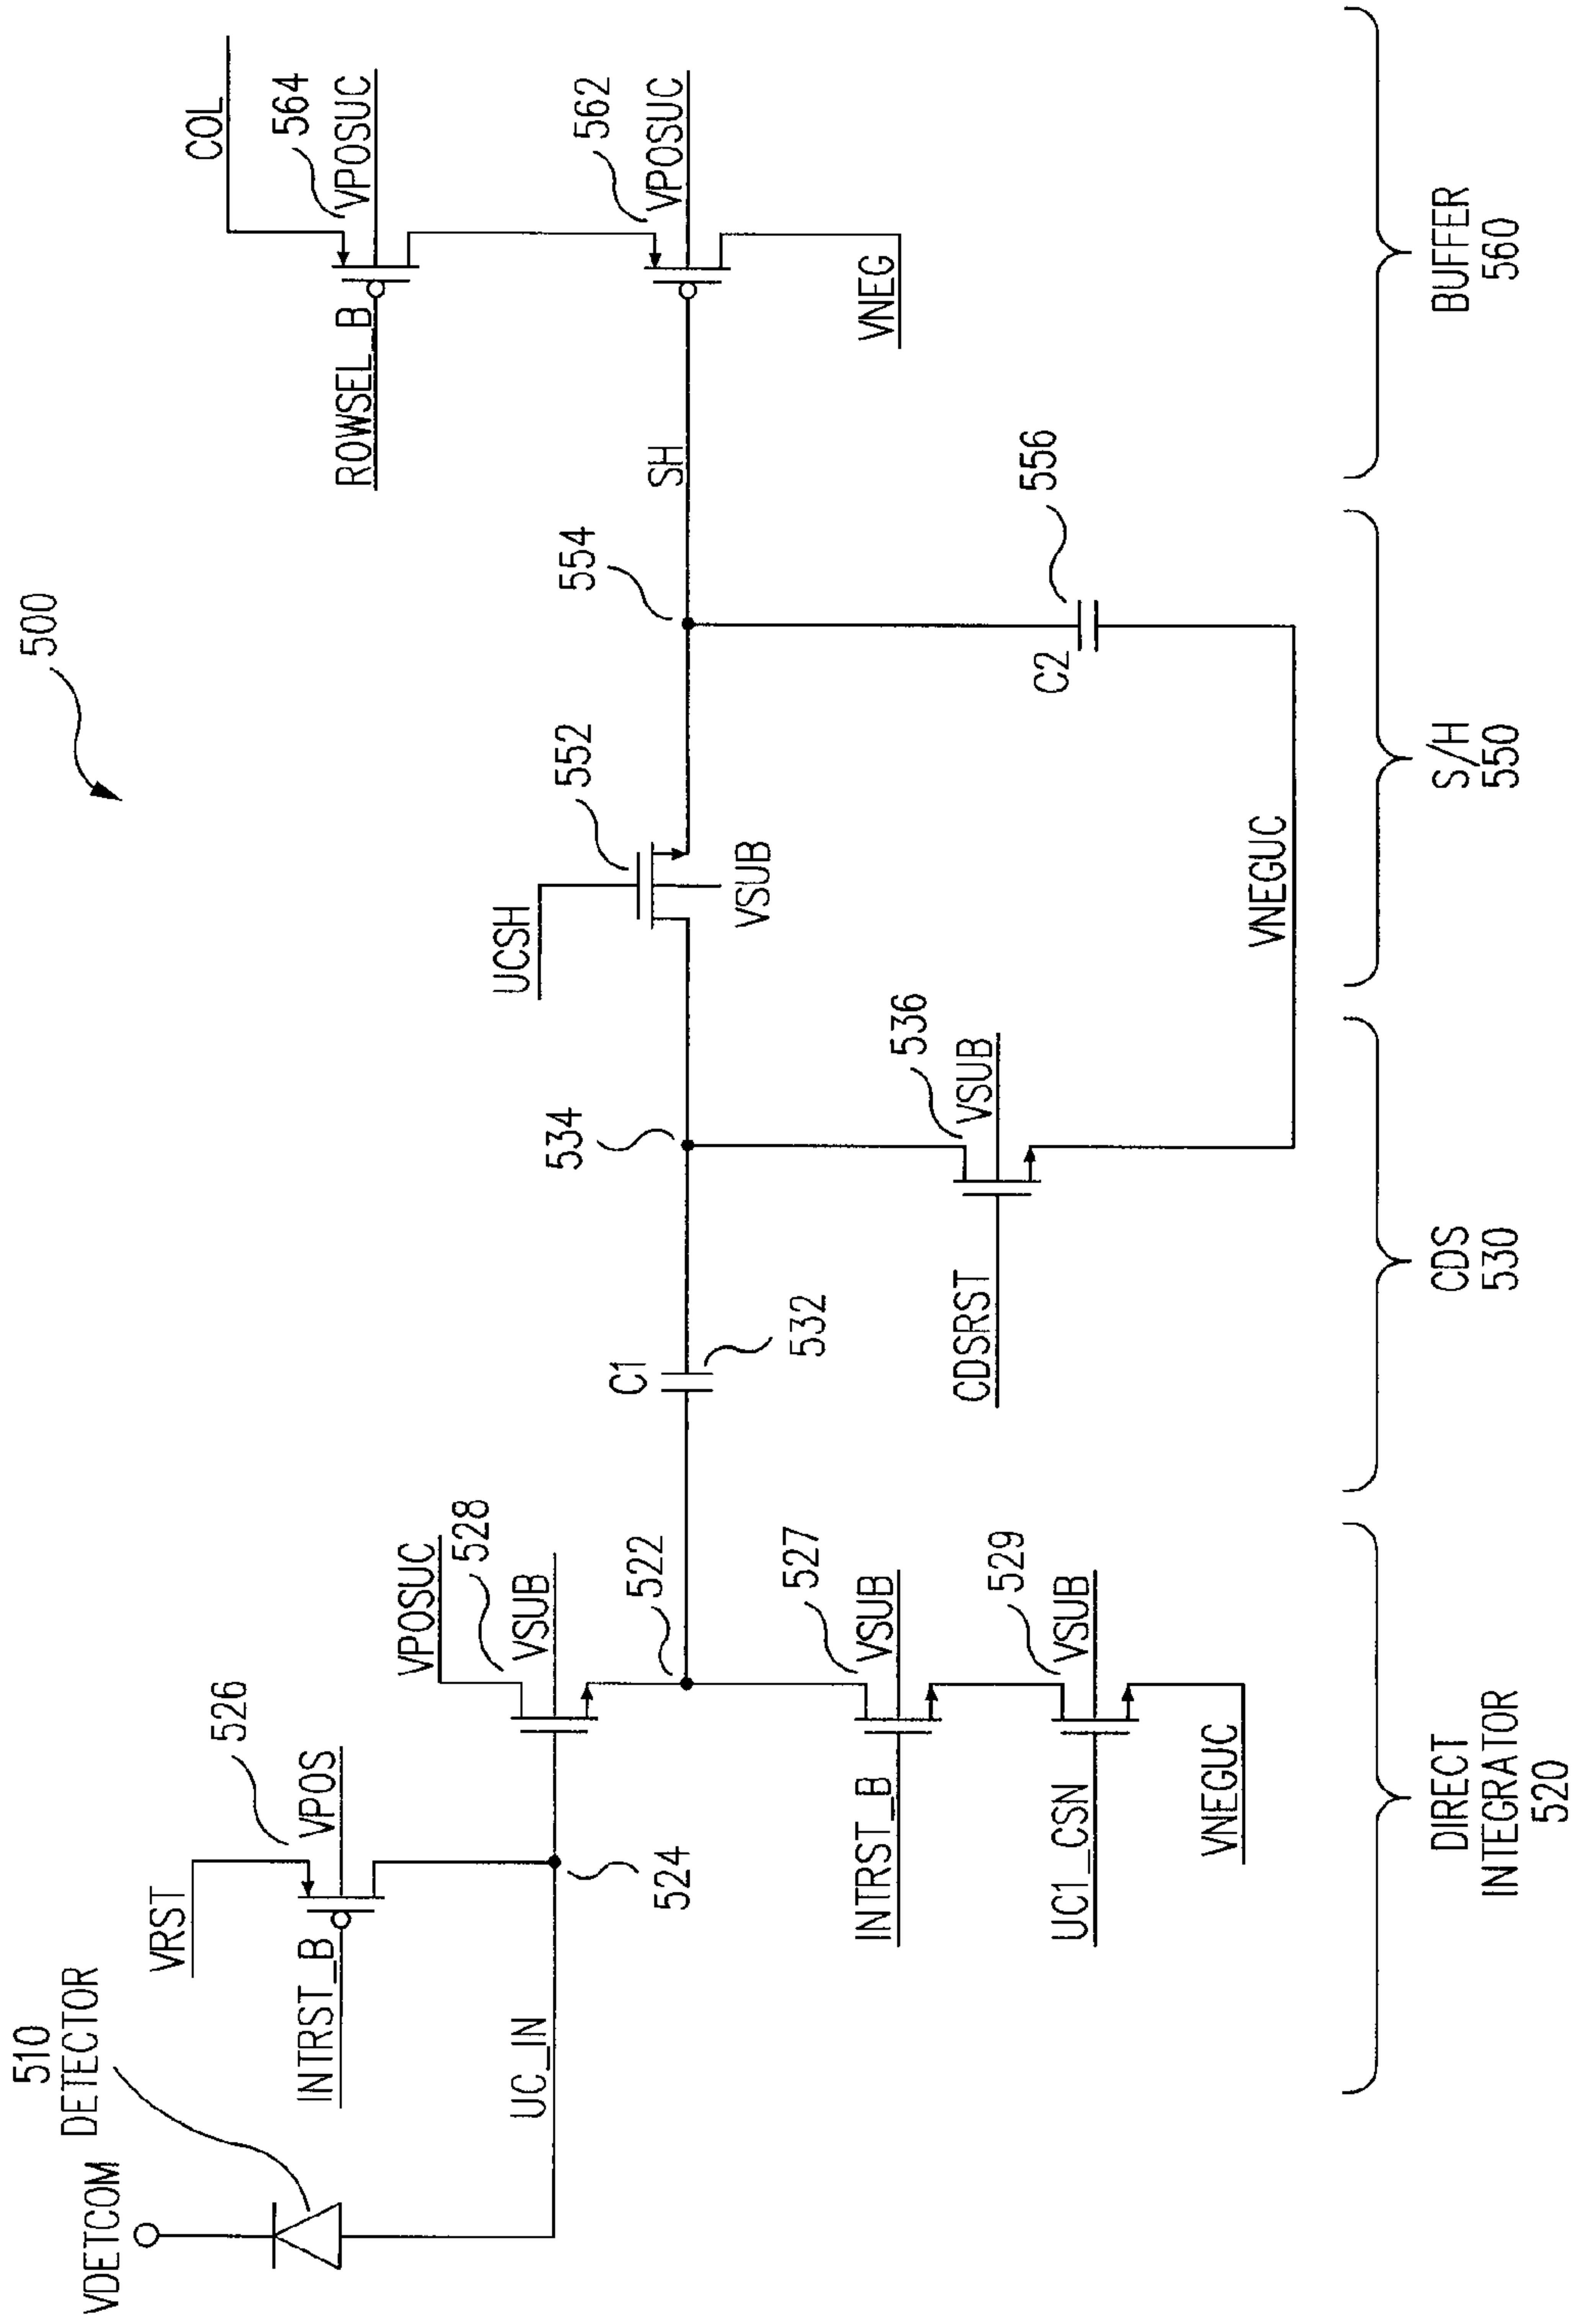 500
VDETCOM
510
DETECTOR
VRST
526
INTRST_B
VPOS
UC_IN
524
VPOSUC
528
VSUB
522
INTRST_B
527
VSUB
UC1_CSN
529
VSUB
VNEGUC
C1
532
534
CDSRST
536
VSUB
UCSH
552
VSUB
VNEGUC
554
C2
556
SH
COL
564
ROWSEL_B
VPOSUC
562
VPOSUC
VNEG
DIRECT
INTEGRATOR
520
CDS
530
S/H
550
BUFFER
560